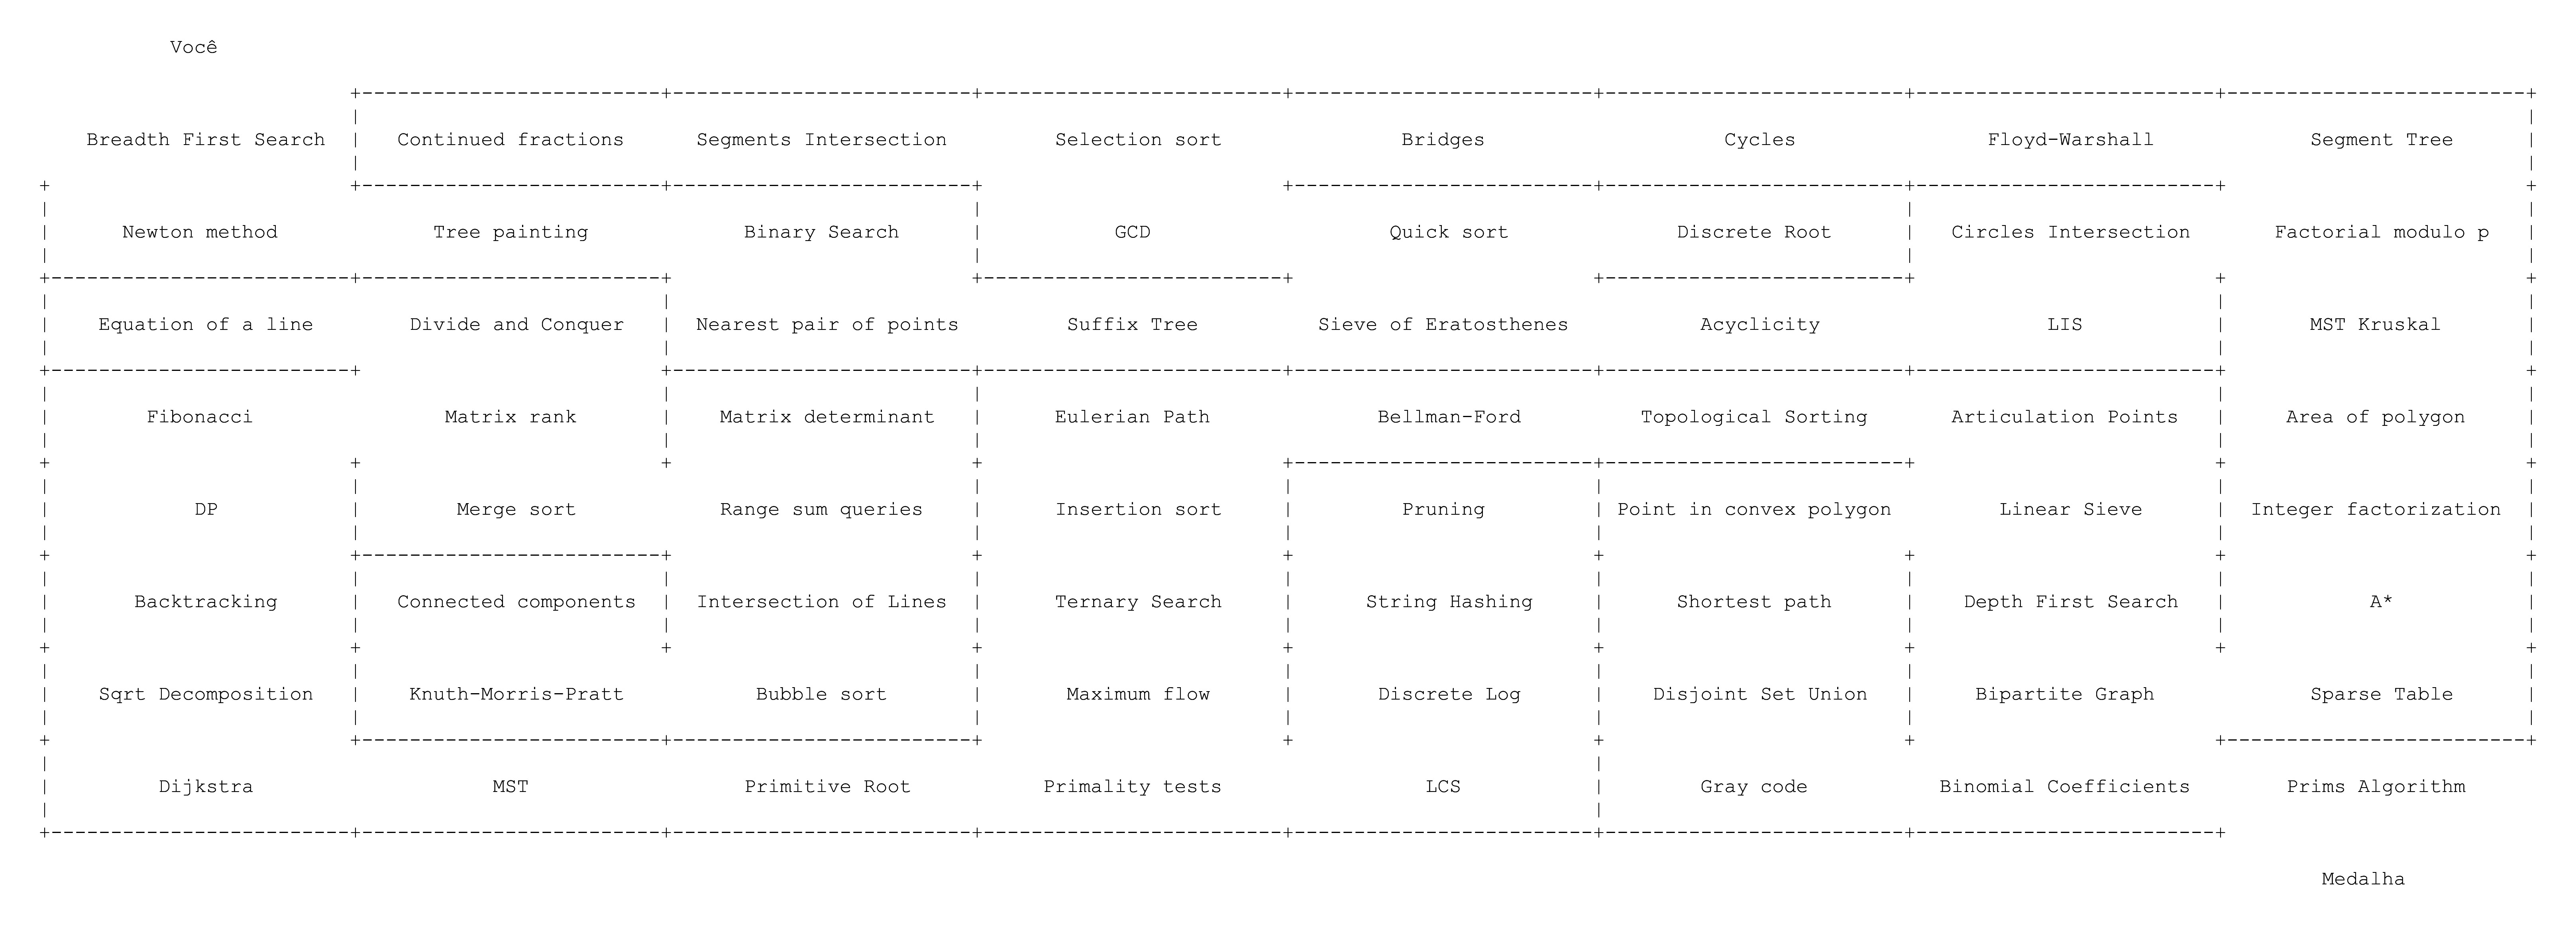 Você
Breadth First Search Continued fractions Segments Intersection Selection sort Bridges Cycles Floyd-Warshall Segment Tree
Newton method Tree painting Binary Search GCD Quick sort Discrete Root Circles Intersection Factorial modulo p
Equation of a line Divide and Conquer Nearest pair of points Suffix Tree Sieve of Eratosthenes Acyclicity LIS MST Kruskal
Fibonacci Matrix rank Matrix determinant Eulerian Path Bellman-Ford Topological Sorting Articulation Points Area of polygon
DP Merge sort Range sum queries Insertion sort Pruning Point in convex polygon Linear Sieve Integer factorization
Backtracking Connected components Intersection of Lines Ternary Search String Hashing Shortest path Depth First Search A*
Sqrt Decomposition Knuth-Morris-Pratt Bubble sort Maximum flow Discrete Log Disjoint Set Union Bipartite Graph Sparse Table
Dijkstra MST Primitive Root Primality tests LCS Gray code Binomial Coefficients Prims Algorithm
Medalha